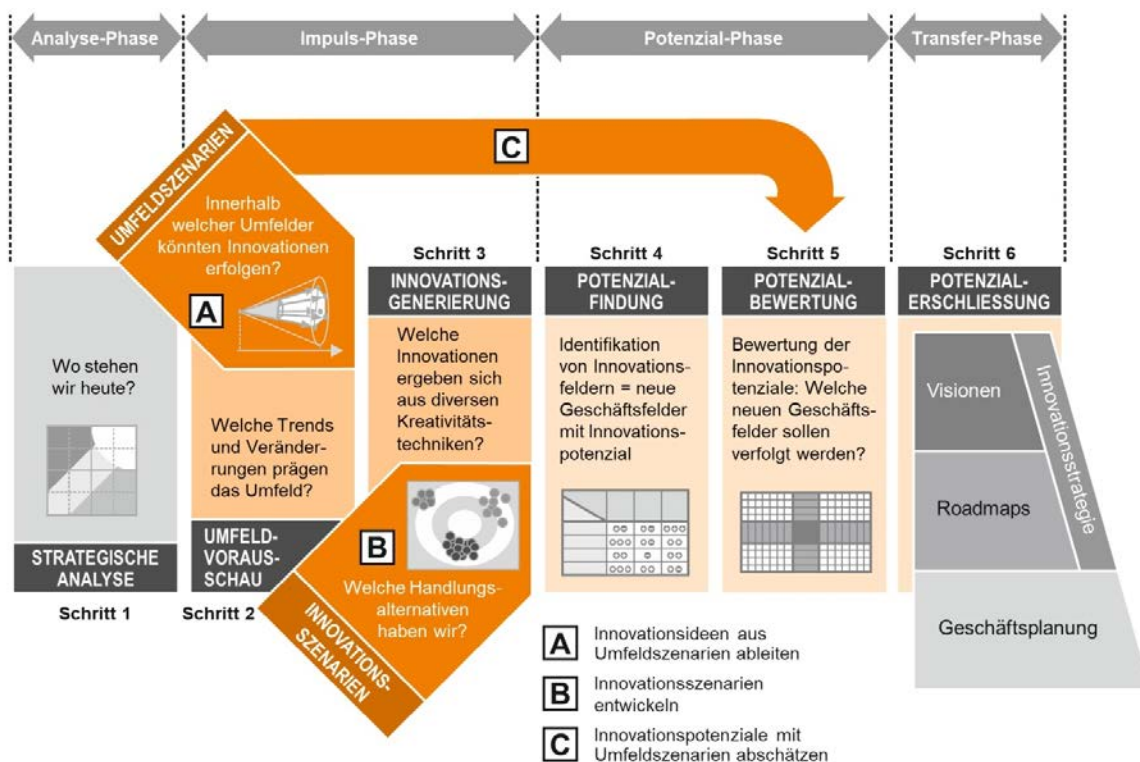 Analyse-Phase
Impuls-Phase
Potenzial-Phase
Transfer-Phase
UMFELDSZENARIEN
Innerhalb
welcher Umfelder
könnten Innovationen
erfolgen?
A
C
Wo stehen
wir heute?
STRATEGISCHE
ANALYSE
Schritt 1
Welche Trends
und Veränder-
rungen prägen
das Umfeld?
UMFELD-
VORAUS-
SCHAU
Schritt 2
Schritt 3
INNOVATIONS-
GENERIERUNG
Welche
Innovationen
ergeben sich
aus diversen
Kreativitäts-
techniken?
B
Welche Handlungs-
alternativen
haben wir?
INNOVATIONS-
SZENARIEN
Schritt 4
POTENZIAL-
FINDUNG
Identifikation
von Innovations-
feldern = neue
Geschäftsfelder
mit Innovations-
potenzial
Schritt 5
POTENZIAL-
BEWERTUNG
Bewertung der
Innovationspo-
tenziale: Welche
neuen Geschäfts-
felder sollen
verfolgt werden?
Schritt 6
POTENZIAL-
ERSCHLIESSUNG
Visionen
Innovationsstrategie
Roadmaps
Geschäftsplanung
A Innovationsideen aus
Umfeldszenarien ableiten
B Innovationsszenarien
entwickeln
C Innovationspotenziale mit
Umfeldszenarien abschätzen